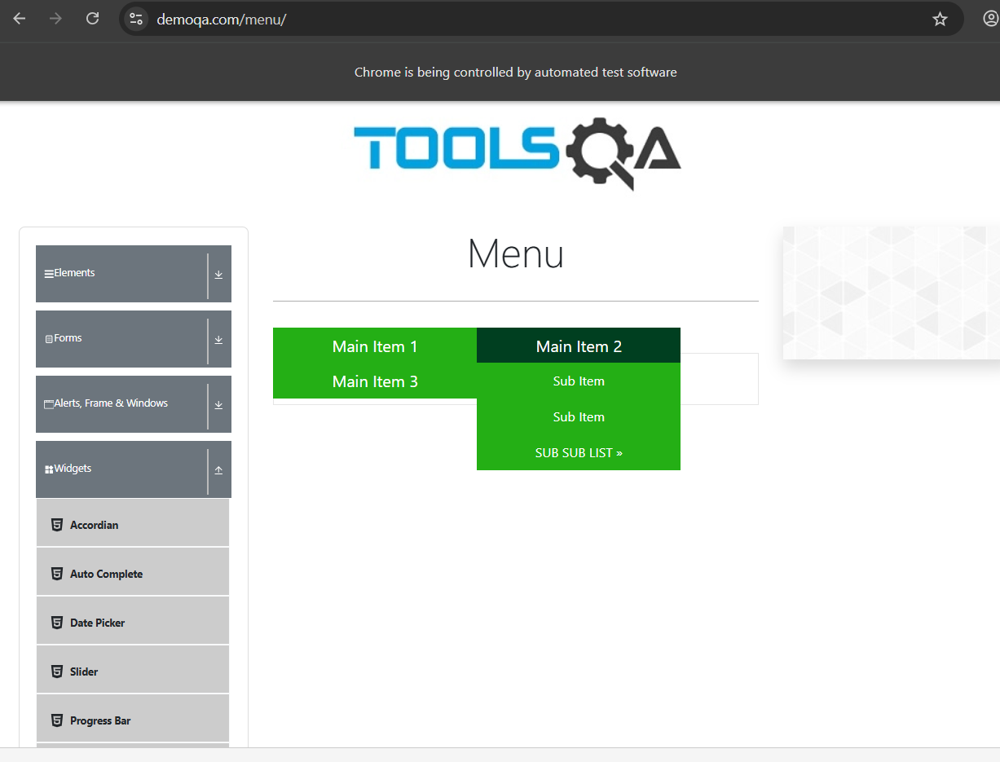 demoqa.com/menu/
Chrome is being controlled by automated test software
TOOLSQA
Elements
Forms
Alerts, Frame & Windows
Widgets
Accordian
Auto Complete
Date Picker
Slider
Progress Bar
Menu
Main Item 1
Main Item 2
Main Item 3
Sub Item
Sub Item
SUB SUB LIST »